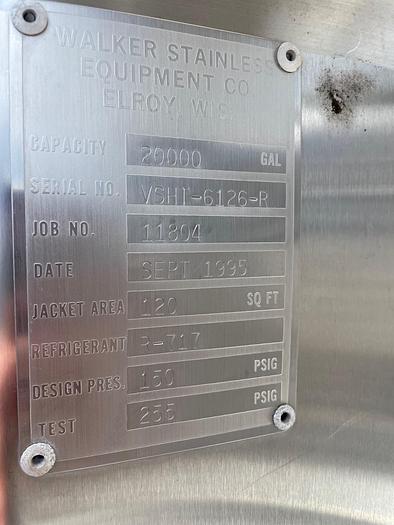 WALKER STAINLESS
EQUIPMENT CO.
ELROY, WIS.
CAPACITY 20000 GAL
SERIAL NO. VSHT-6126-R
JOB NO. 11804
DATE SEPT 1995
JACKET AREA 120 SQ FT
REFRIGERANT R-717
DESIGN PRES. 150 PSIG
TEST 255 PSIG